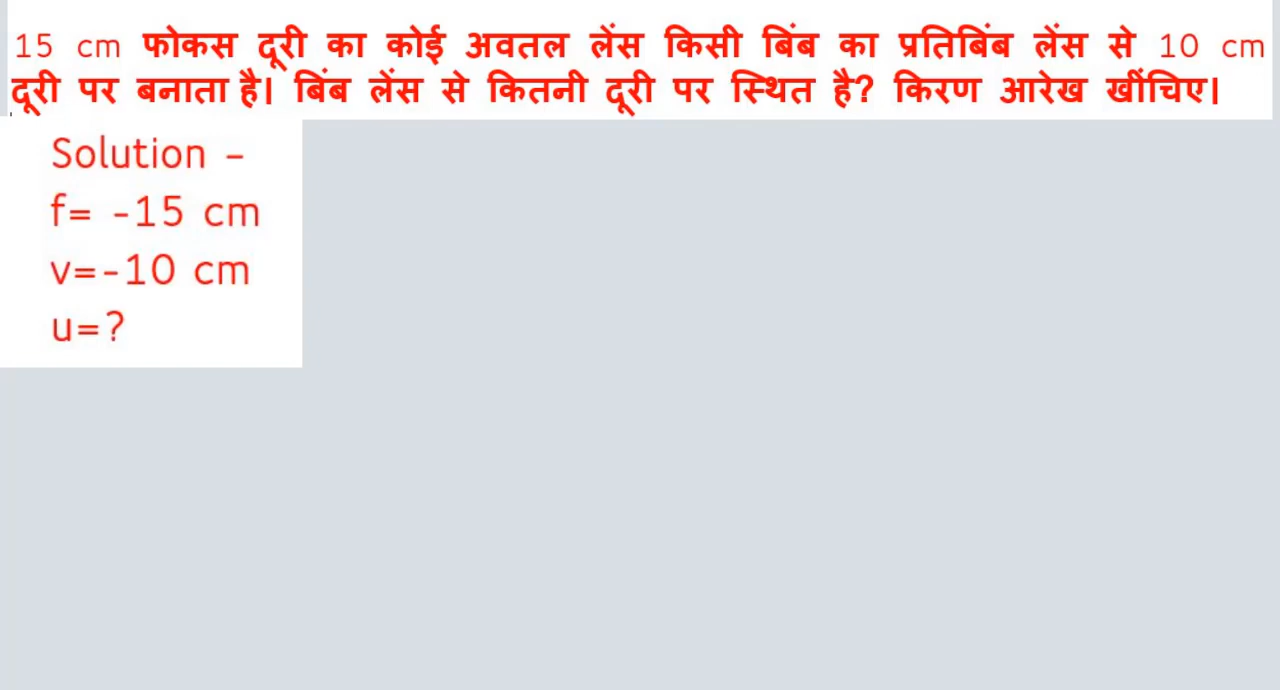 15 cm फोकस दूरी का कोई अवतल लेंस किसी बिंब का प्रतिबिंब लेंस से 10 cm
दूरी पर बनाता है। बिंब लेंस से कितनी दूरी पर स्थित है? किरण आरेख खींचिए।
Solution -
f= -15 cm
v=-10 cm
u=?